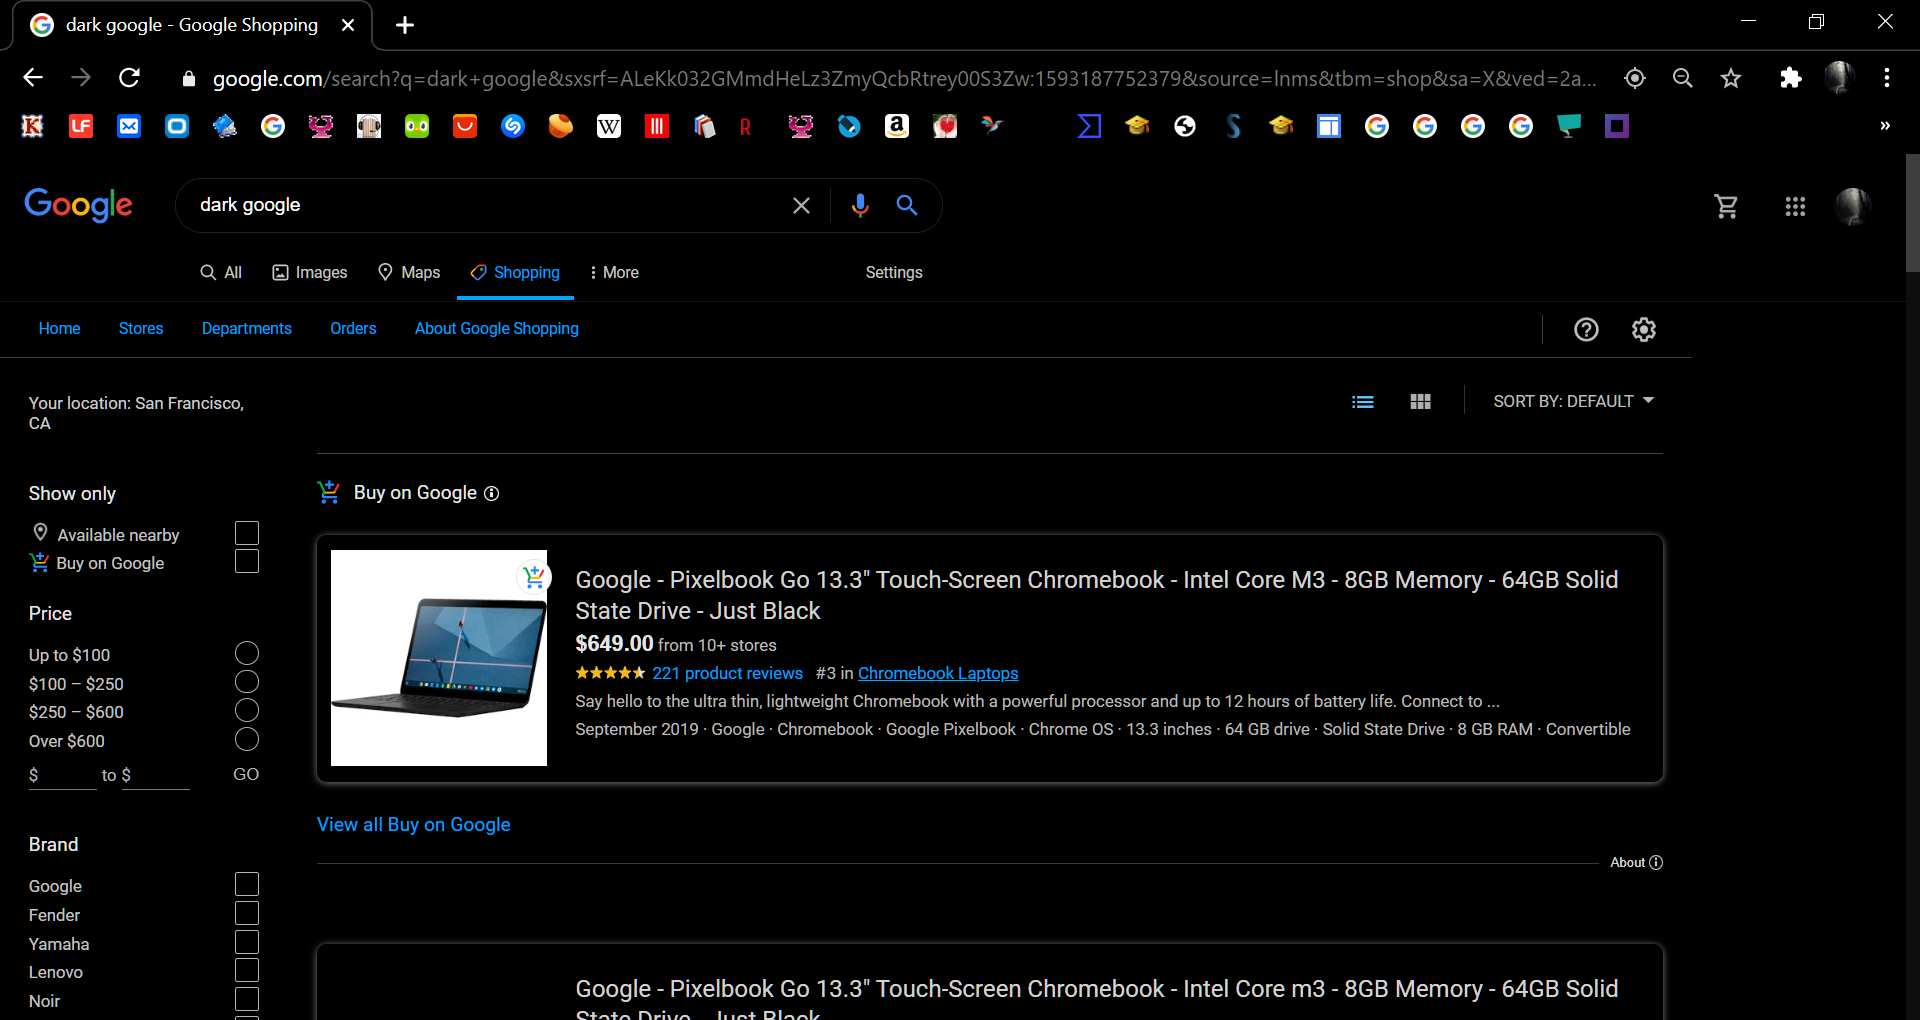 dark google - Google Shopping
google.com/search?q=dark+google&sxsrf=ALeKk032GMmdHeLz3ZmyQcbRtrey00S3Zw:1593187752379&source=lnms&tbm=shop&sa=X&ved=2a...
Google
dark google
All Images Maps Shopping More Settings
Home Stores Departments Orders About Google Shopping
Your location: San Francisco,
CA
SORT BY: DEFAULT
Show only
Available nearby
Buy on Google
Price
Up to $100
$100 – $250
$250 – $600
Over $600
$ to $ GO
Brand
Google
Fender
Yamaha
Lenovo
Noir
Buy on Google
Google - Pixelbook Go 13.3" Touch-Screen Chromebook - Intel Core M3 - 8GB Memory - 64GB Solid
State Drive - Just Black
$649.00 from 10+ stores
221 product reviews #3 in Chromebook Laptops
Say hello to the ultra thin, lightweight Chromebook with a powerful processor and up to 12 hours of battery life. Connect to ...
September 2019 · Google · Chromebook · Google Pixelbook · Chrome OS · 13.3 inches · 64 GB drive · Solid State Drive · 8 GB RAM · Convertible
View all Buy on Google
About
Google - Pixelbook Go 13.3" Touch-Screen Chromebook - Intel Core m3 - 8GB Memory - 64GB Solid
State Drive - Just Black